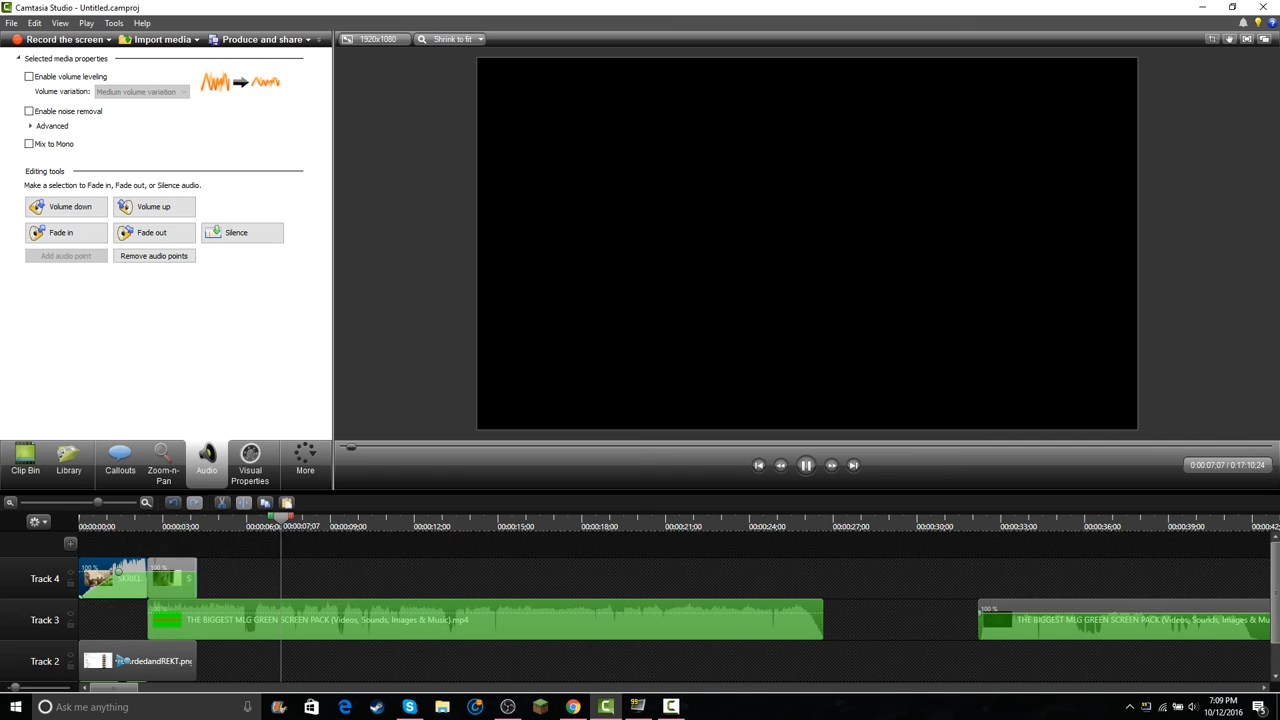 Camtasia Studio - Untitled.camproj
File Edit View Play Tools Help
Record the screen Import media Produce and share
1920x1080 Shrink to fit
Selected media properties
Enable volume leveling
Volume variation: Medium volume variation
Enable noise removal
Advanced
Mix to Mono
Editing tools
Make a selection to Fade in, Fade out, or Silence audio.
Volume down Volume up
Fade in Fade out Silence
Add audio point Remove audio points
Clip Bin Library Callouts Zoom-n-Pan Audio Visual Properties More
0:00:07;07 / 0:17:10;24
00:00:00;00 00:00:03;00 00:00:07;07 00:00:09;00 00:00:12;00 00:00:15;00 00:00:18;00 00:00:21;00 00:00:24;00 00:00:27;00 00:00:30;00 00:00:33;00 00:00:36;00 00:00:39;00
Track 4 100 % 100 % S
Track 3 THE BIGGEST MLG GREEN SCREEN PACK (Videos, Sounds, Images & Music).mp4 100 % THE BIGGEST MLG GREEN SCREEN PACK (Videos, Sounds, Images & Mu
Track 2 rdedandREKT.png
Ask me anything
7:09 PM
10/12/2016